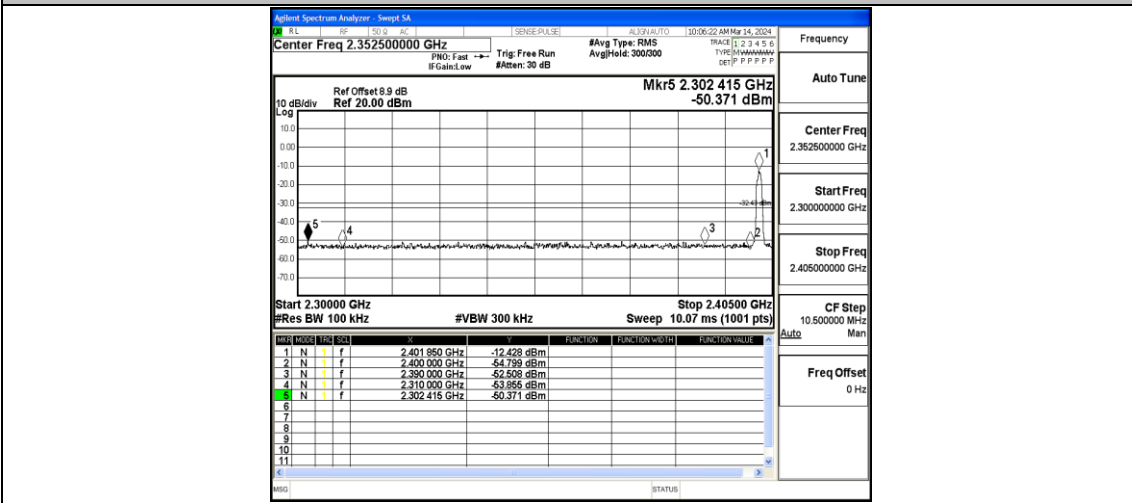 Agilent Spectrum Analyzer - Swept SA
RL RF 50 Ω AC SENSE:PULSE ALIGNAUTO 10:06:22 AM Mar 14, 2024
Center Freq 2.352500000 GHz
PNO: Fast
IFGain:Low
Trig: Free Run
#Atten: 30 dB
#Avg Type: RMS
Avg|Hold: 300/300
TRACE 1 2 3 4 5 6
TYPE MWWWWW
DET P P P P P P
Ref Offset 8.9 dB
Ref 20.00 dBm
10 dB/div
Log
Mkr5 2.302 415 GHz
-50.371 dBm
10.0
0.00
-10.0
-20.0
-30.0
-40.0
-50.0
-60.0
-70.0
1
-32.43 dBm
5
4
3
2
Start 2.30000 GHz
Stop 2.40500 GHz
#Res BW 100 kHz
#VBW 300 kHz
Sweep 10.07 ms (1001 pts)
MKR MODE TRC SCL X Y FUNCTION FUNCTION WIDTH FUNCTION VALUE
1 N 1 f 2.401 850 GHz -12.428 dBm
2 N 1 f 2.400 000 GHz -54.799 dBm
3 N 1 f 2.390 000 GHz -52.508 dBm
4 N 1 f 2.310 000 GHz -53.855 dBm
5 N 1 f 2.302 415 GHz -50.371 dBm
6
7
8
9
10
11
MSG
STATUS
Frequency
Auto Tune
Center Freq
2.352500000 GHz
Start Freq
2.300000000 GHz
Stop Freq
2.405000000 GHz
CF Step
10.500000 MHz
Auto Man
Freq Offset
0 Hz